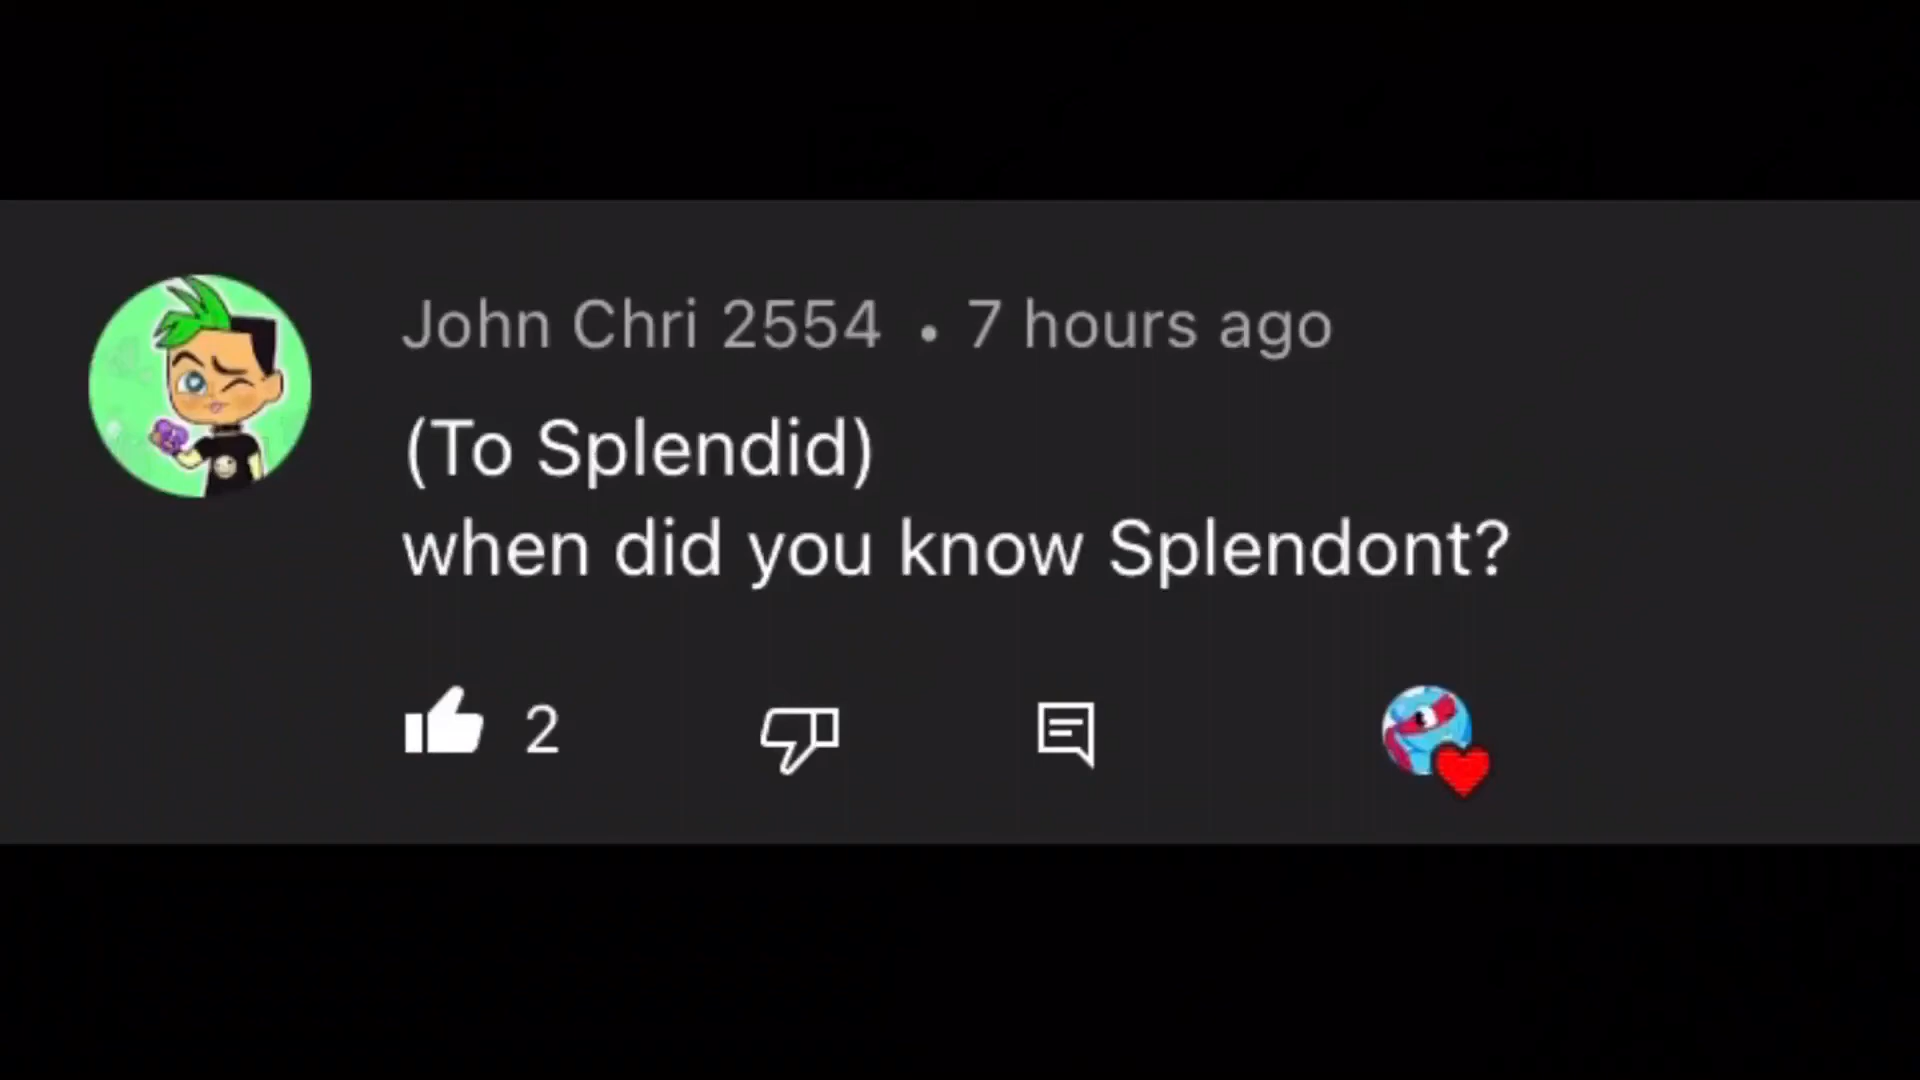 John Chri 2554 • 7 hours ago
(To Splendid)
when did you know Splendont?
2